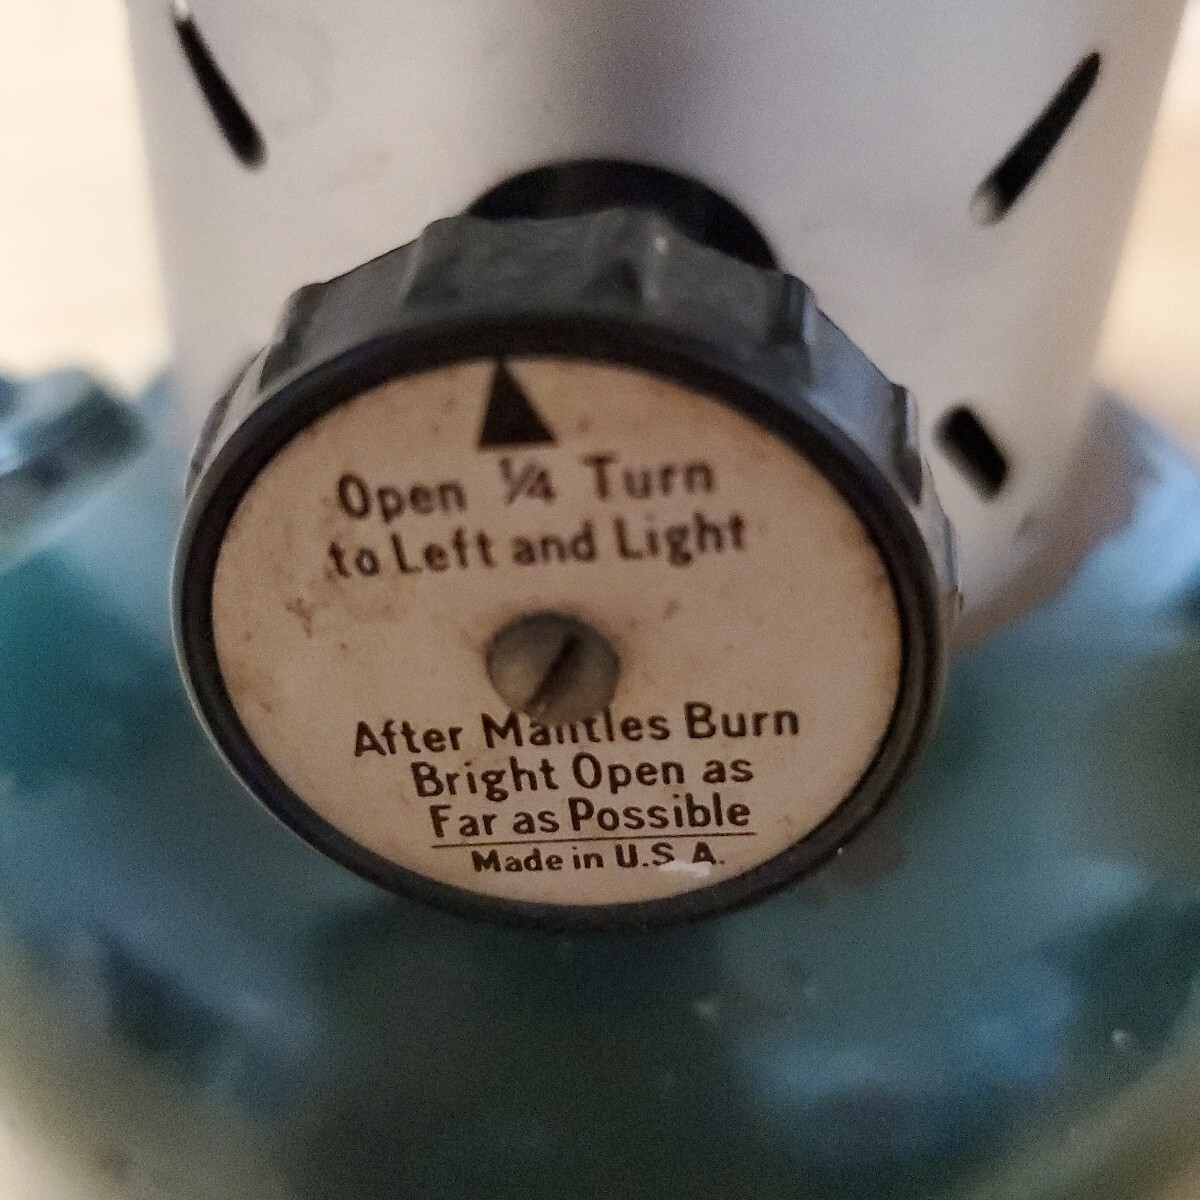 Open ¼ Turn
to Left and Light
After Mantles Burn
Bright Open as
Far as Possible
Made in U.S.A.